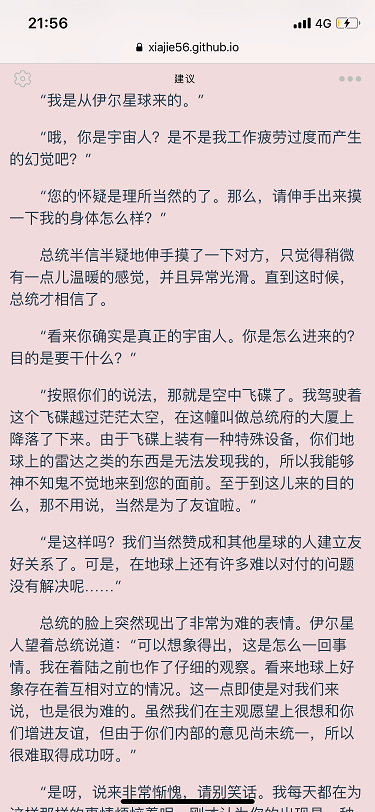 21:56
4G
xiajie56.github.io
建议
“我是从伊尔星球来的。”
“哦，你是宇宙人？是不是我工作疲劳过度而产生
的幻觉吧？“
“您的怀疑是理所当然的了。那么，请伸手出来摸
一下我的身体怎么样？”
总统半信半疑地伸手摸了一下对方，只觉得稍微
有一点儿温暖的感觉，并且异常光滑。直到这时候，
总统才相信了。
“看来你确实是真正的宇宙人。你是怎么进来的？
目的是要干什么？”
“按照你们的说法，那就是空中飞碟了。我驾驶着
这个飞碟越过茫茫太空，在这幢叫做总统府的大厦上
降落了下来。由于飞碟上装有一种特殊设备，你们地
球上的雷达之类的东西是无法发现我的，所以我能够
神不知鬼不觉地来到您的面前。至于到这儿来的目的
么，那不用说，当然是为了友谊啦。”
“是这样吗？我们当然赞成和其他星球的人建立友
好关系了。可是，在地球上还有许多难以对付的问题
没有解决呢……”
总统的脸上突然现出了非常为难的表情。伊尔星
人望着总统说道：“可以想象得出，这是怎么一回事
情。我在着陆之前也作了仔细的观察。看来地球上好
象存在着互相对立的情况。这一点即使是对我们来
说，也是很为难的。虽然我们在主观愿望上很想和你
们增进友谊，但由于你们内部的意见尚未统一，所以
很难取得成功呀。”
“是呀，说来非常惭愧，请别笑话。我每天都在为